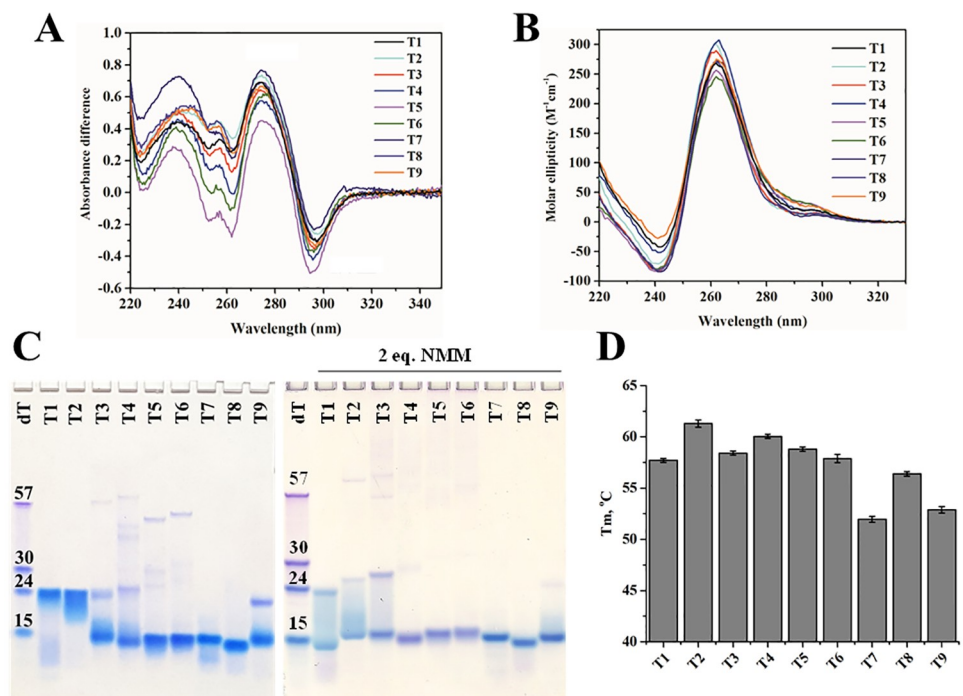 A
Absorbance difference
1.0
0.8
0.6
0.4
0.2
0.0
-0.2
-0.4
-0.6
220
240
260
280
300
320
340
Wavelength (nm)
T1
T2
T3
T4
T5
T6
T7
T8
T9
B
Molar ellipticity (M⁻¹cm⁻¹)
300
250
200
150
100
50
0
-50
-100
220
240
260
280
300
320
Wavelength (nm)
T1
T2
T3
T4
T5
T6
T7
T8
T9
C
dT
T1
T2
T3
T4
T5
T6
T7
T8
T9
57
30
24
15
2 eq. NMM
dT
T1
T2
T3
T4
T5
T6
T7
T8
T9
57
30
24
15
D
Tm, °C
65
60
55
50
45
40
T1
T2
T3
T4
T5
T6
T7
T8
T9